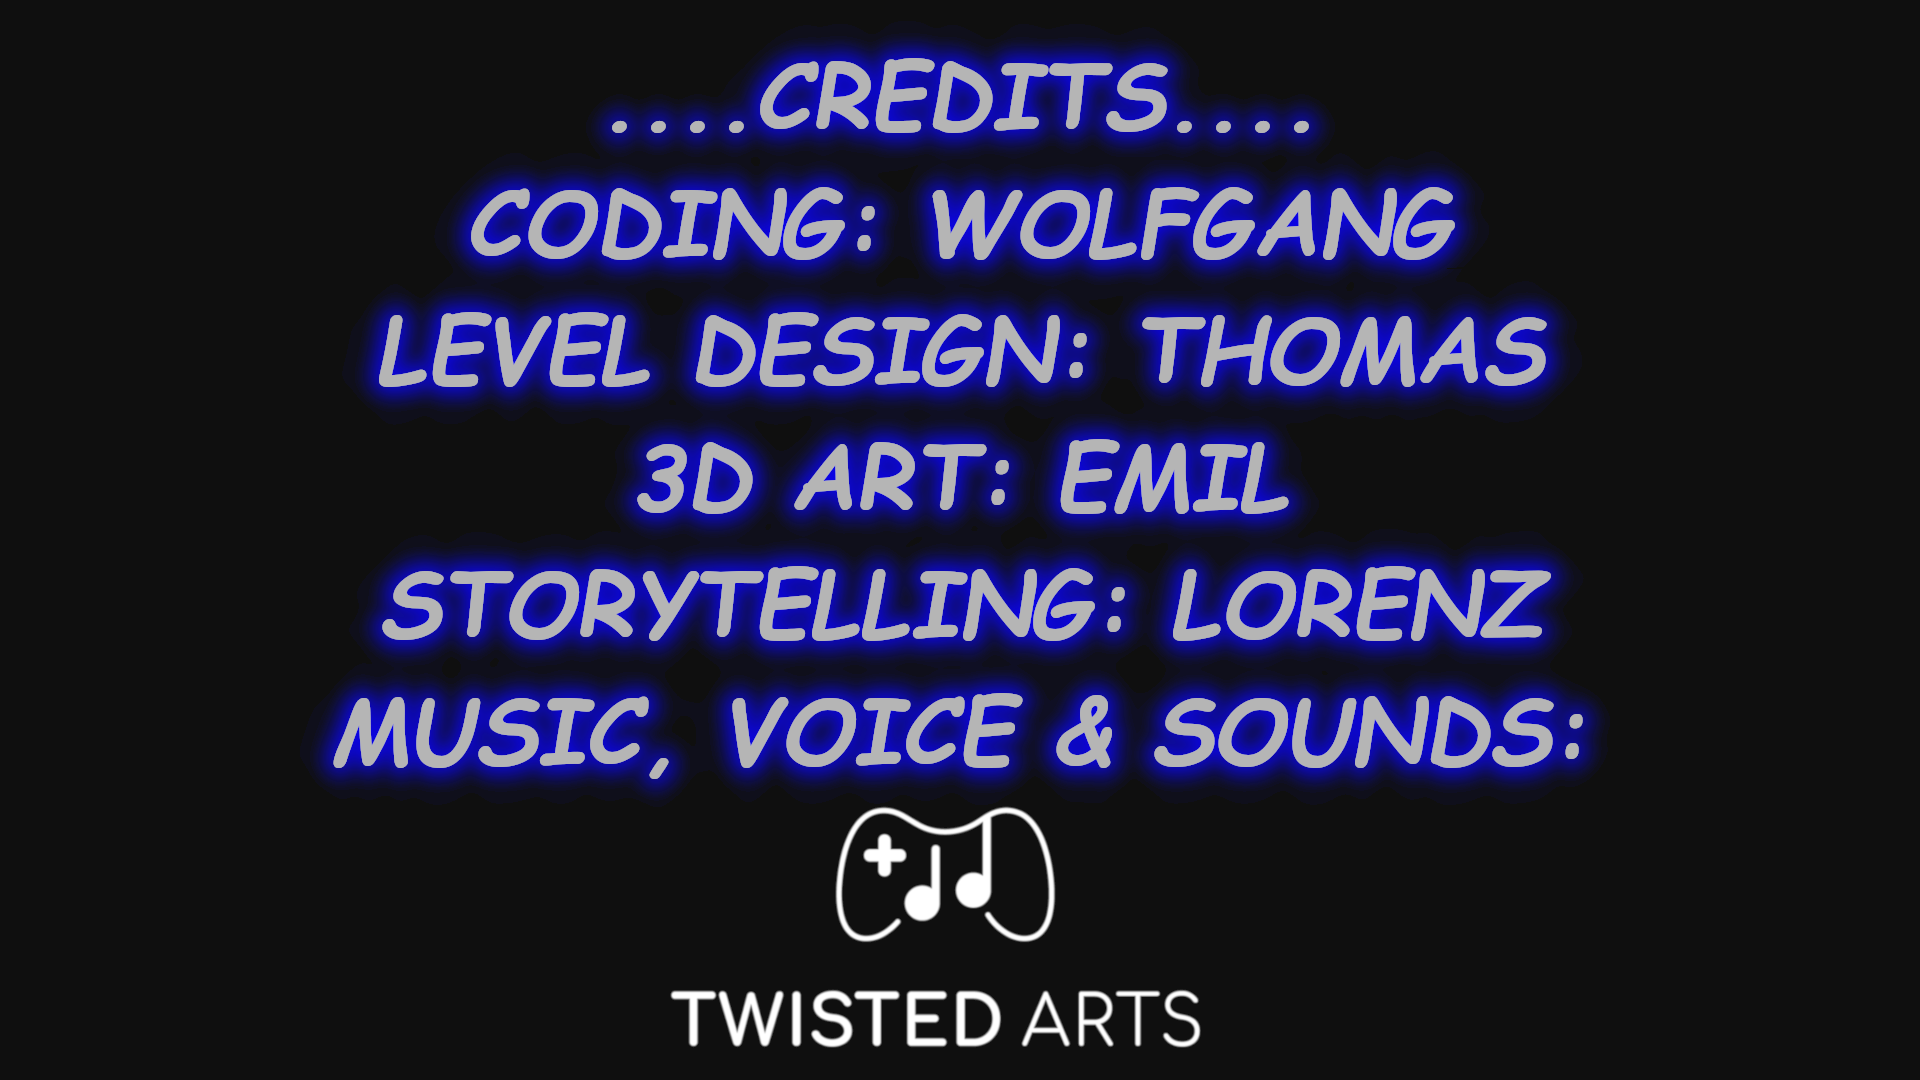 ....CREDITS....
CODING: WOLFGANG
LEVEL DESIGN: THOMAS
3D ART: EMIL
STORYTELLING: LORENZ
MUSIC, VOICE & SOUNDS:
TWISTED ARTS